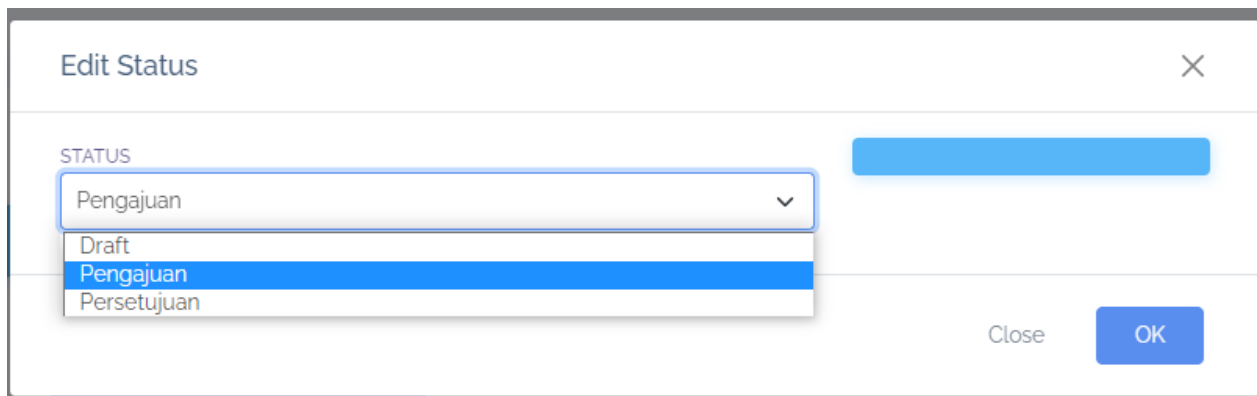 Edit Status
STATUS
Pengajuan
Draft
Pengajuan
Persetujuan
Close
OK